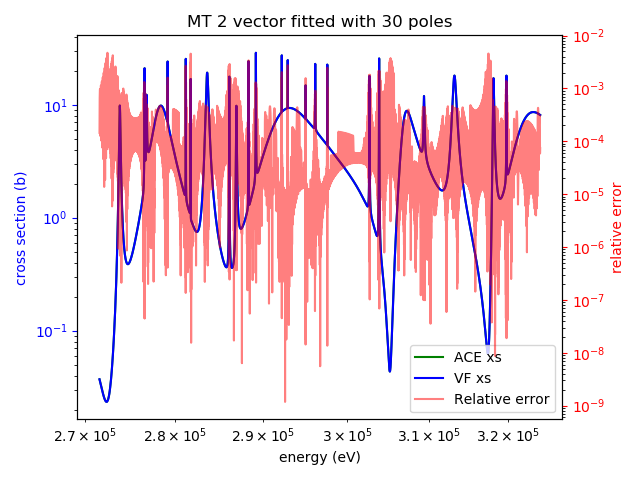 MT 2 vector fitted with 30 poles
cross section (b)
10¹
10⁰
10⁻¹
10⁻²
10⁻³
10⁻⁴
10⁻⁵
10⁻⁶
10⁻⁷
10⁻⁸
10⁻⁹
relative error
ACE xs
VF xs
Relative error
2.7 × 10⁵ 2.8 × 10⁵ 2.9 × 10⁵ 3 × 10⁵ 3.1 × 10⁵ 3.2 × 10⁵
energy (eV)